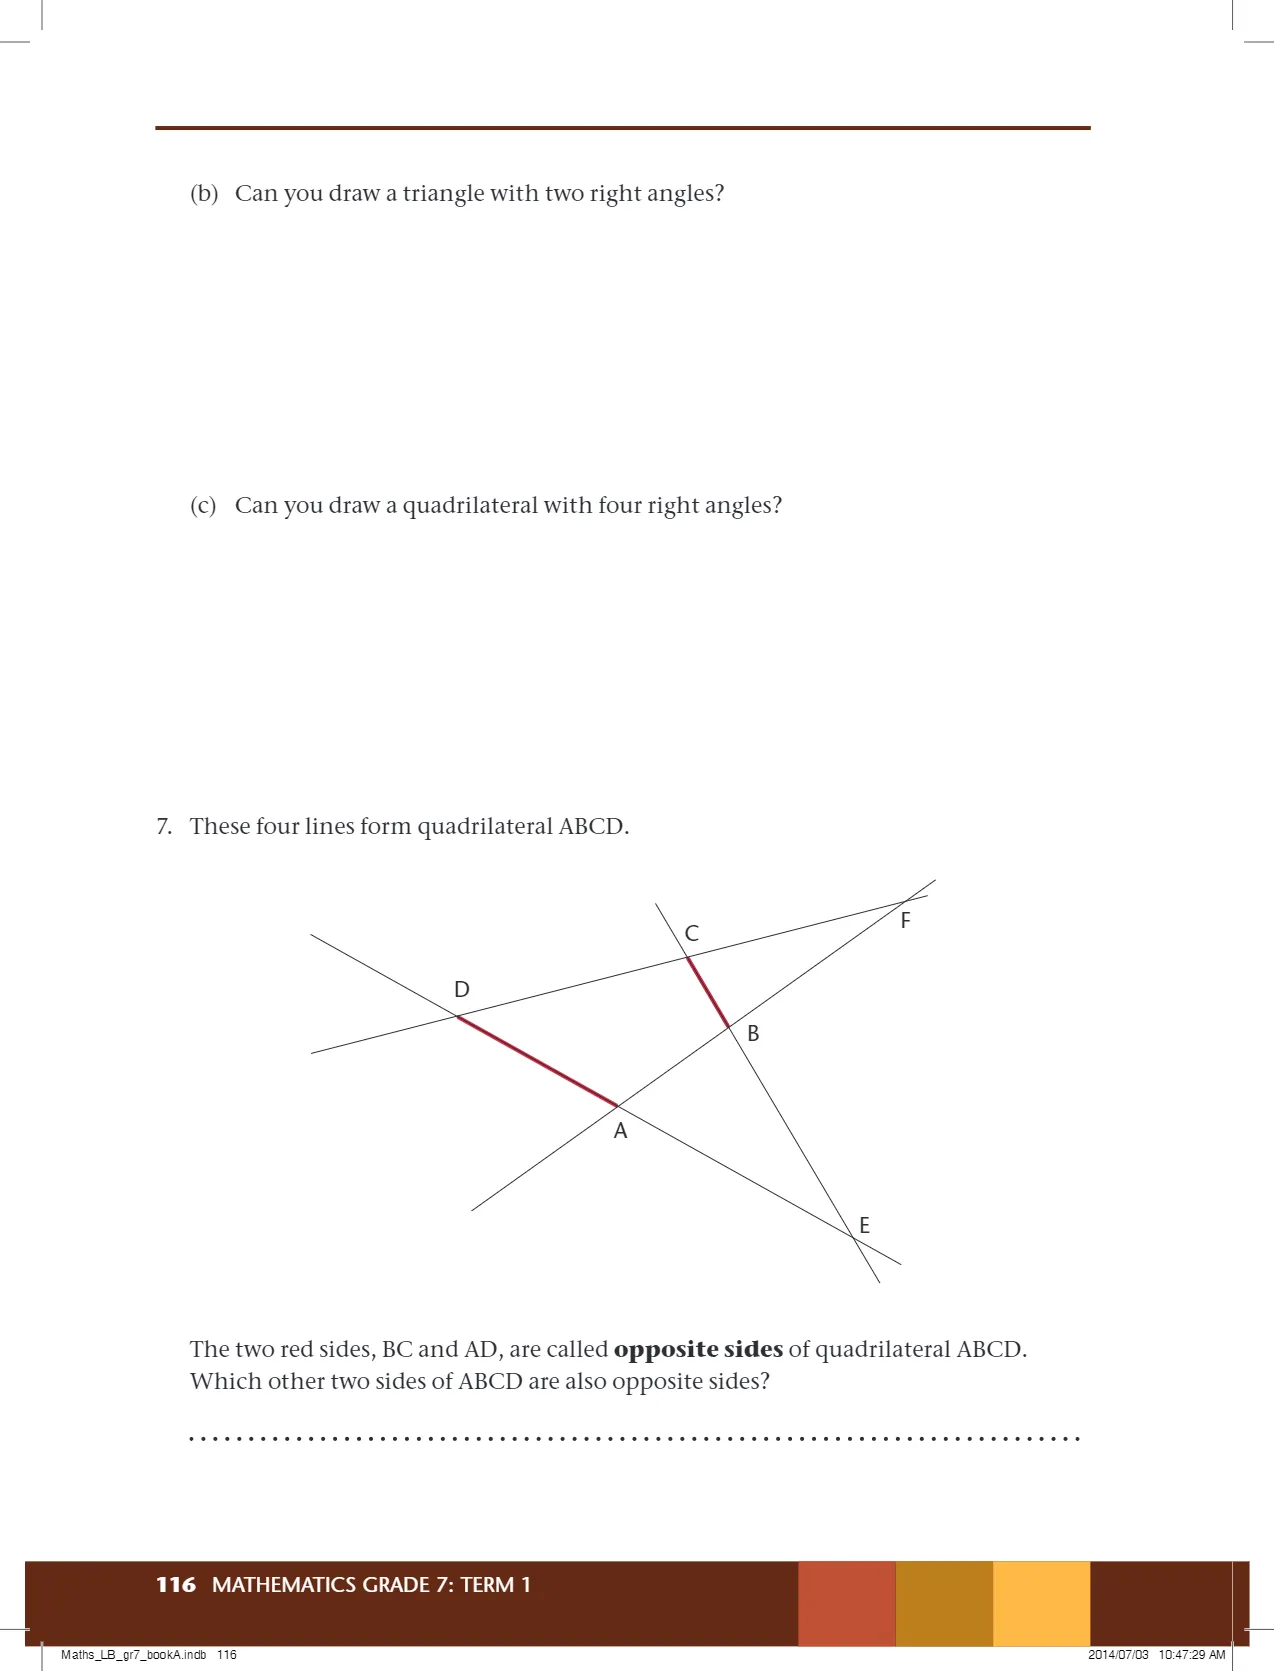 (b) Can you draw a triangle with two right angles?
(c) Can you draw a quadrilateral with four right angles?
7. These four lines form quadrilateral ABCD.
F
C
D
B
A
E
The two red sides, BC and AD, are called opposite sides of quadrilateral ABCD.
Which other two sides of ABCD are also opposite sides?
116 MATHEMATICS GRADE 7: TERM 1
Maths_LB_gr7_bookA.indb 116
2014/07/03 10:47:29 AM